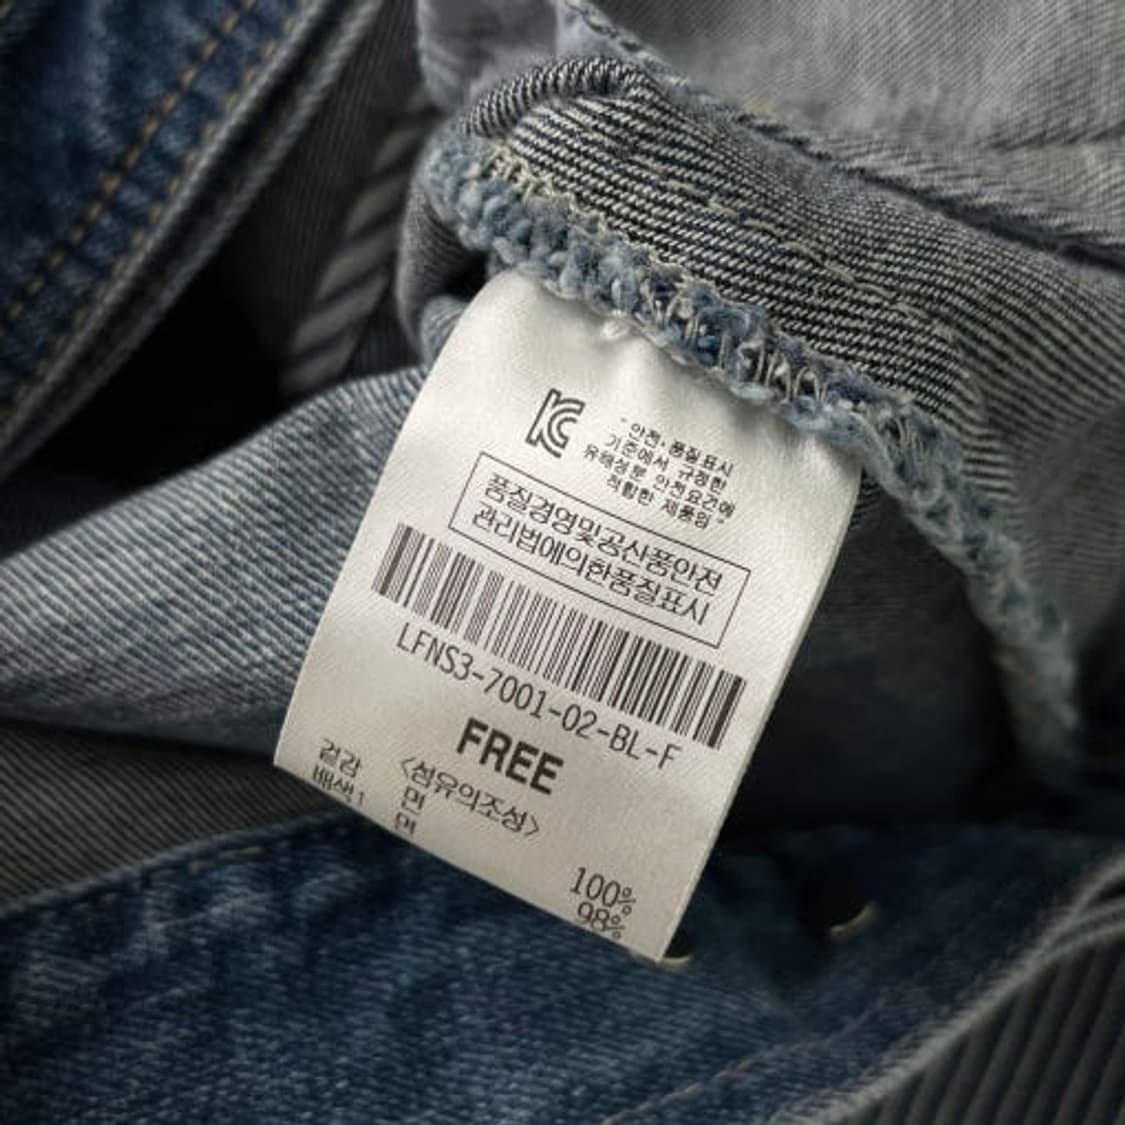 KC
"안전·품질표시
기준에서 규정한
유해성분 안전요건에
적합한 제품임"
품질경영및공산품안전
관리법에의한품질표시
LFNS3-7001-02-BL-F
FREE
<섬유의조성>
겉감 면 100%
배색1 면 98%